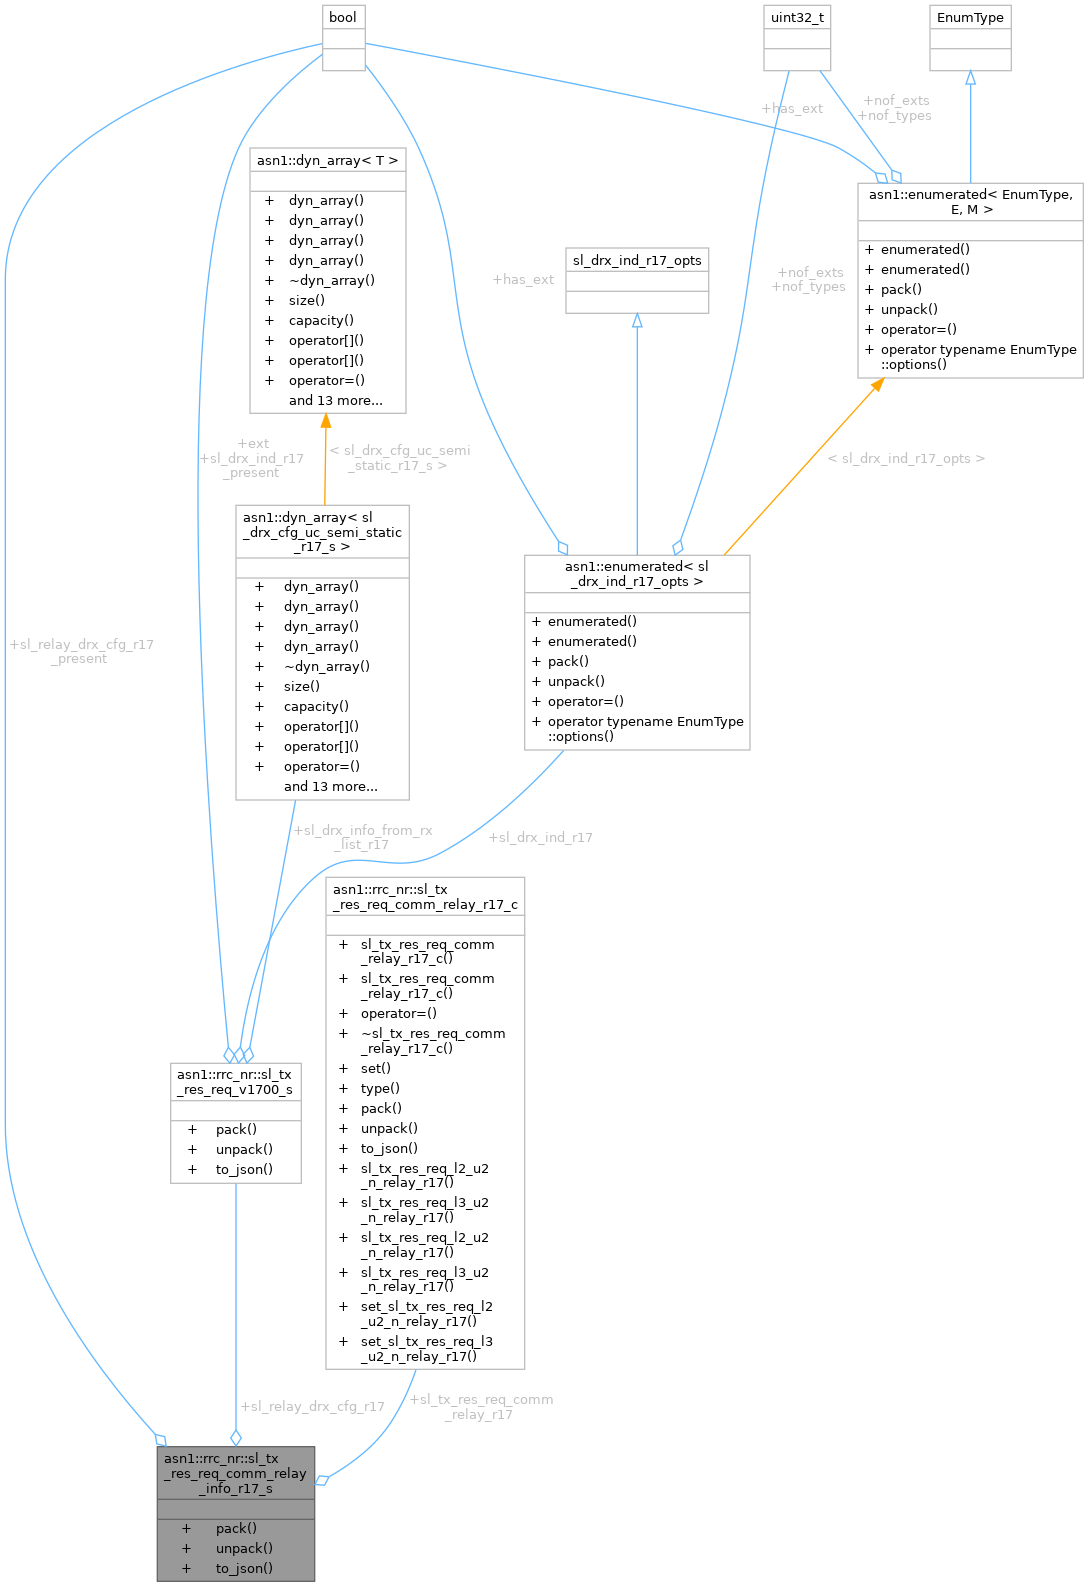 bool
uint32_t
EnumType
+has_ext
+nof_exts
+nof_types
asn1::dyn_array< T >
+ dyn_array()
+ dyn_array()
+ dyn_array()
+ dyn_array()
+ ~dyn_array()
+ size()
+ capacity()
+ operator[]()
+ operator[]()
+ operator=()
and 13 more...
asn1::enumerated< EnumType,
E, M >
+ enumerated()
+ enumerated()
+ pack()
+ unpack()
+ operator=()
+ operator typename EnumType
::options()
sl_drx_ind_r17_opts
+has_ext
+nof_exts
+nof_types
+ext
+sl_drx_ind_r17
_present
< sl_drx_cfg_uc_semi
_static_r17_s >
< sl_drx_ind_r17_opts >
asn1::dyn_array< sl
_drx_cfg_uc_semi_static
_r17_s >
+ dyn_array()
+ dyn_array()
+ dyn_array()
+ dyn_array()
+ ~dyn_array()
+ size()
+ capacity()
+ operator[]()
+ operator[]()
+ operator=()
and 13 more...
asn1::enumerated< sl
_drx_ind_r17_opts >
+ enumerated()
+ enumerated()
+ pack()
+ unpack()
+ operator=()
+ operator typename EnumType
::options()
+sl_relay_drx_cfg_r17
_present
+sl_drx_info_from_rx
_list_r17
+sl_drx_ind_r17
asn1::rrc_nr::sl_tx
_res_req_comm_relay_r17_c
+ sl_tx_res_req_comm
_relay_r17_c()
+ sl_tx_res_req_comm
_relay_r17_c()
+ operator=()
+ ~sl_tx_res_req_comm
_relay_r17_c()
+ set()
+ type()
+ pack()
+ unpack()
+ to_json()
+ sl_tx_res_req_l2_u2
_n_relay_r17()
+ sl_tx_res_req_l3_u2
_n_relay_r17()
+ sl_tx_res_req_l2_u2
_n_relay_r17()
+ sl_tx_res_req_l3_u2
_n_relay_r17()
+ set_sl_tx_res_req_l2
_u2_n_relay_r17()
+ set_sl_tx_res_req_l3
_u2_n_relay_r17()
asn1::rrc_nr::sl_tx
_res_req_v1700_s
+ pack()
+ unpack()
+ to_json()
+sl_relay_drx_cfg_r17
+sl_tx_res_req_comm
_relay_r17
asn1::rrc_nr::sl_tx
_res_req_comm_relay
_info_r17_s
+ pack()
+ unpack()
+ to_json()